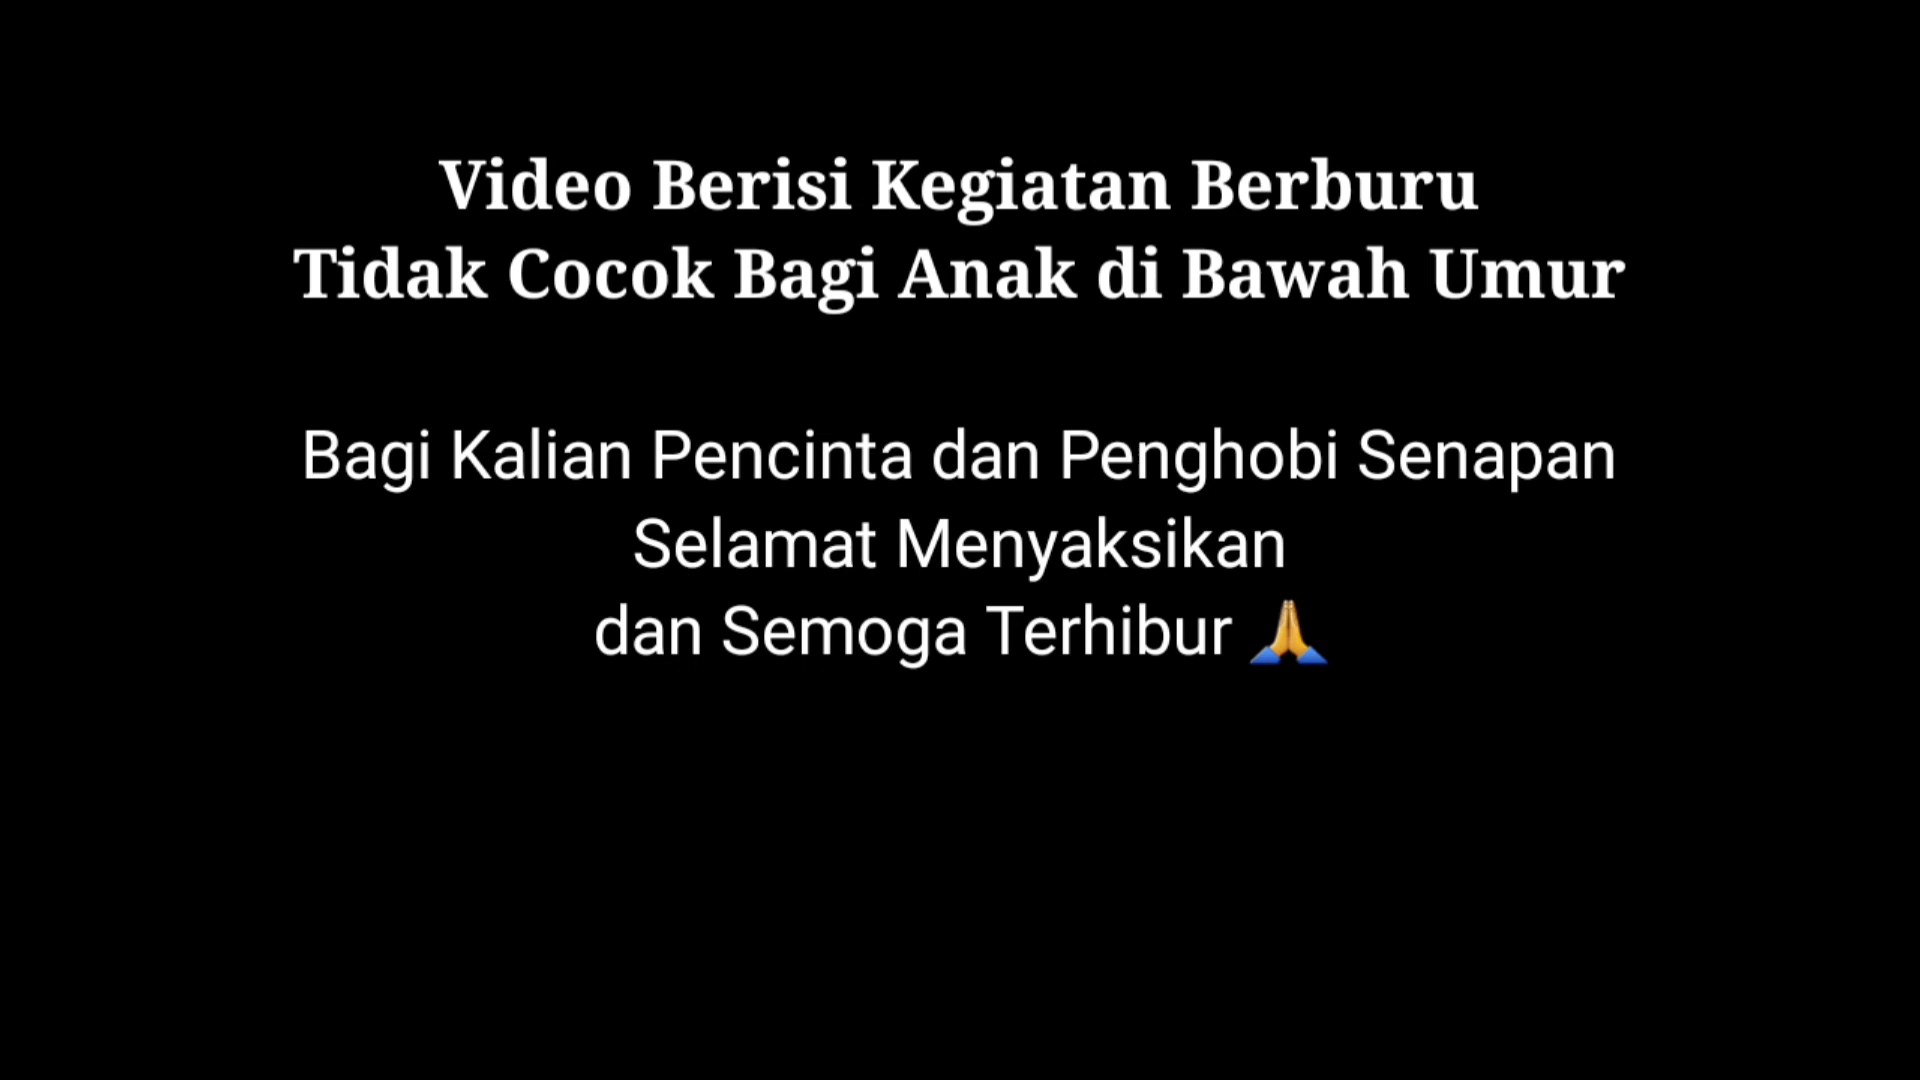 Video Berisi Kegiatan Berburu
Tidak Cocok Bagi Anak di Bawah Umur
Bagi Kalian Pencinta dan Penghobi Senapan
Selamat Menyaksikan
dan Semoga Terhibur 🙏